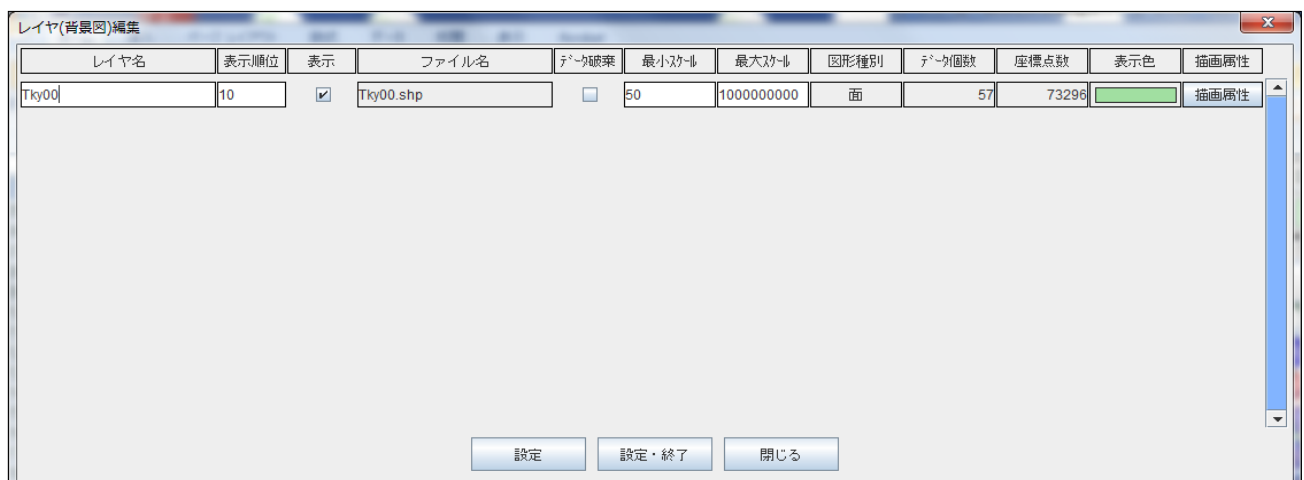 レイヤ(背景図)編集
レイヤ名 表示順位 表示 ファイル名 ﾃﾞｰﾀ破棄 最小ｽｹｰﾙ 最大ｽｹｰﾙ 図形種別 ﾃﾞｰﾀ個数 座標点数 表示色 描画属性
Tky00 10 Tky00.shp 50 1000000000 面 57 73296 描画属性
設定 設定・終了 閉じる